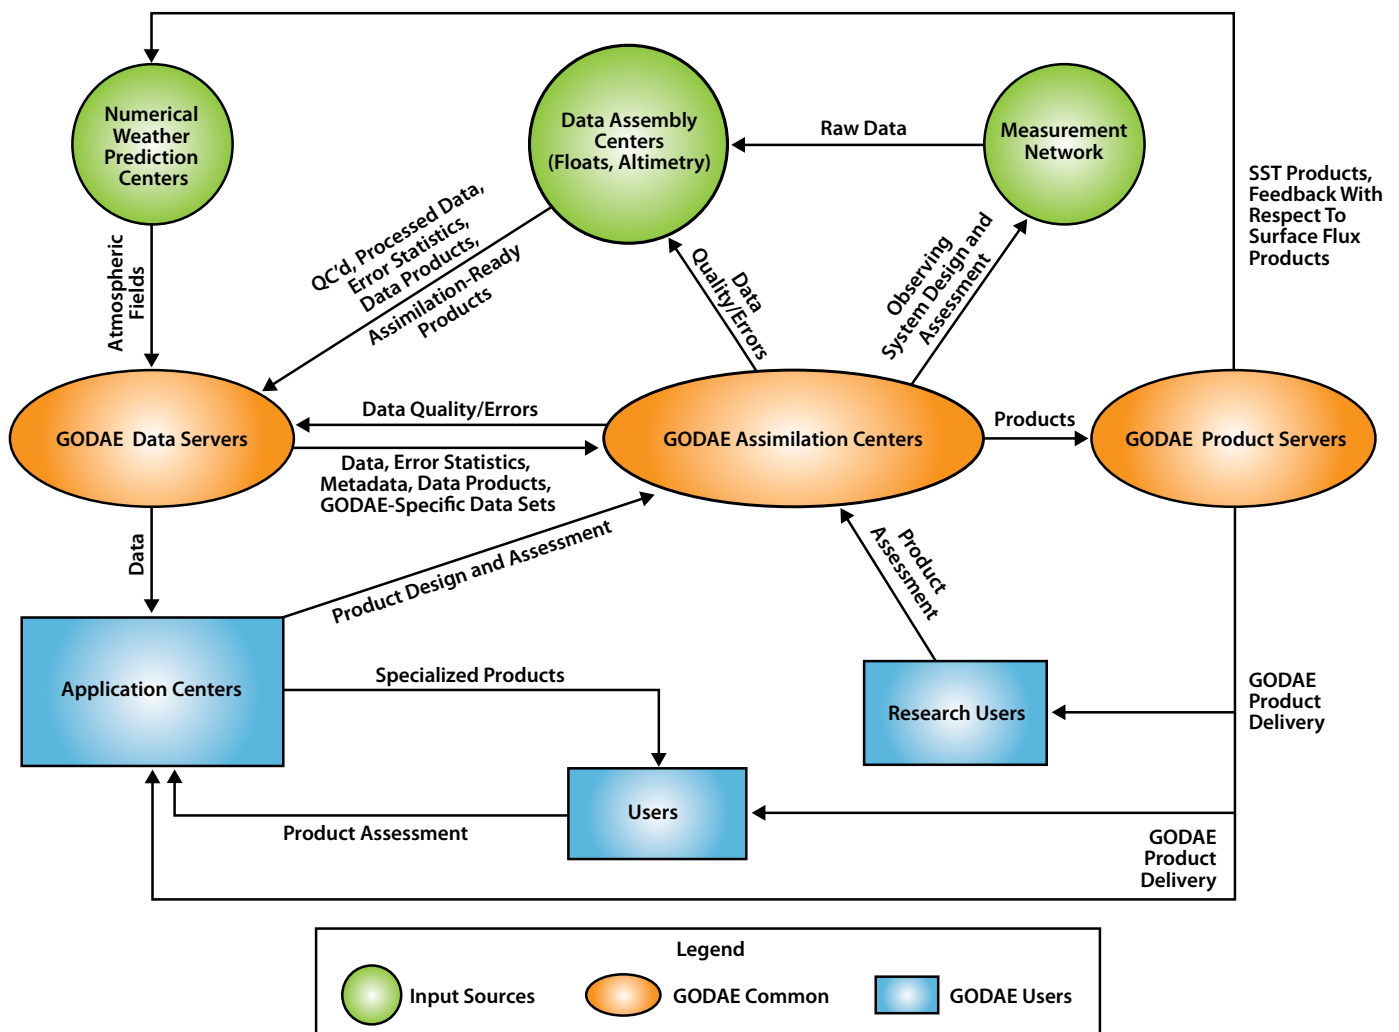 Numerical
Weather
Prediction
Centers
Data Assembly
Centers
(Floats, Altimetry)
Raw Data
Measurement
Network
SST Products,
Feedback With
Respect To
Surface Flux
Products
Atmospheric
Fields
QC'd, Processed Data,
Error Statistics,
Data Products,
Assimilation-Ready
Products
Data
Quality/Errors
Observing
System Design and
Assessment
GODAE Data Servers
Data Quality/Errors
Data, Error Statistics,
Metadata, Data Products,
GODAE-Specific Data Sets
GODAE Assimilation Centers
Products
GODAE Product Servers
Data
Product Design and Assessment
Product
Assessment
Application Centers
Specialized Products
Research Users
GODAE
Product
Delivery
Users
Product Assessment
GODAE
Product
Delivery
Legend
Input Sources
GODAE Common
GODAE Users